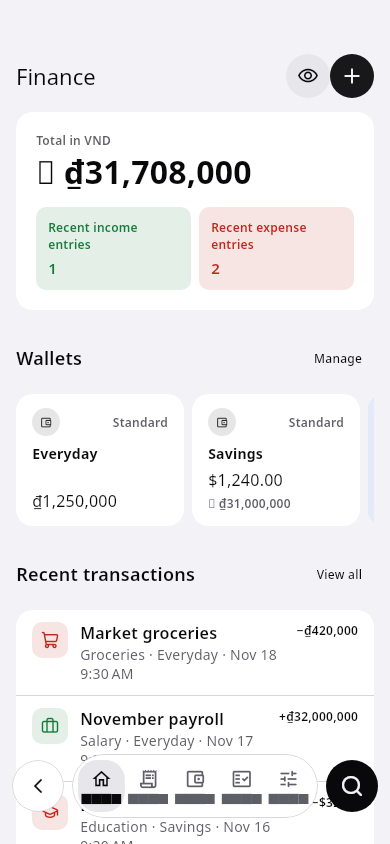 Finance
Total in VND
₫31,708,000
Recent income
entries
1
Recent expense
entries
2
Wallets
Manage
Standard
Everyday
₫1,250,000
Standard
Savings
$1,240.00
₫31,000,000
Recent transactions
View all
Market groceries
−₫420,000
Groceries · Everyday · Nov 18
9:30 AM
November payroll
+₫32,000,000
Salary · Everyday · Nov 17
Education · Savings · Nov 16
9:30 AM